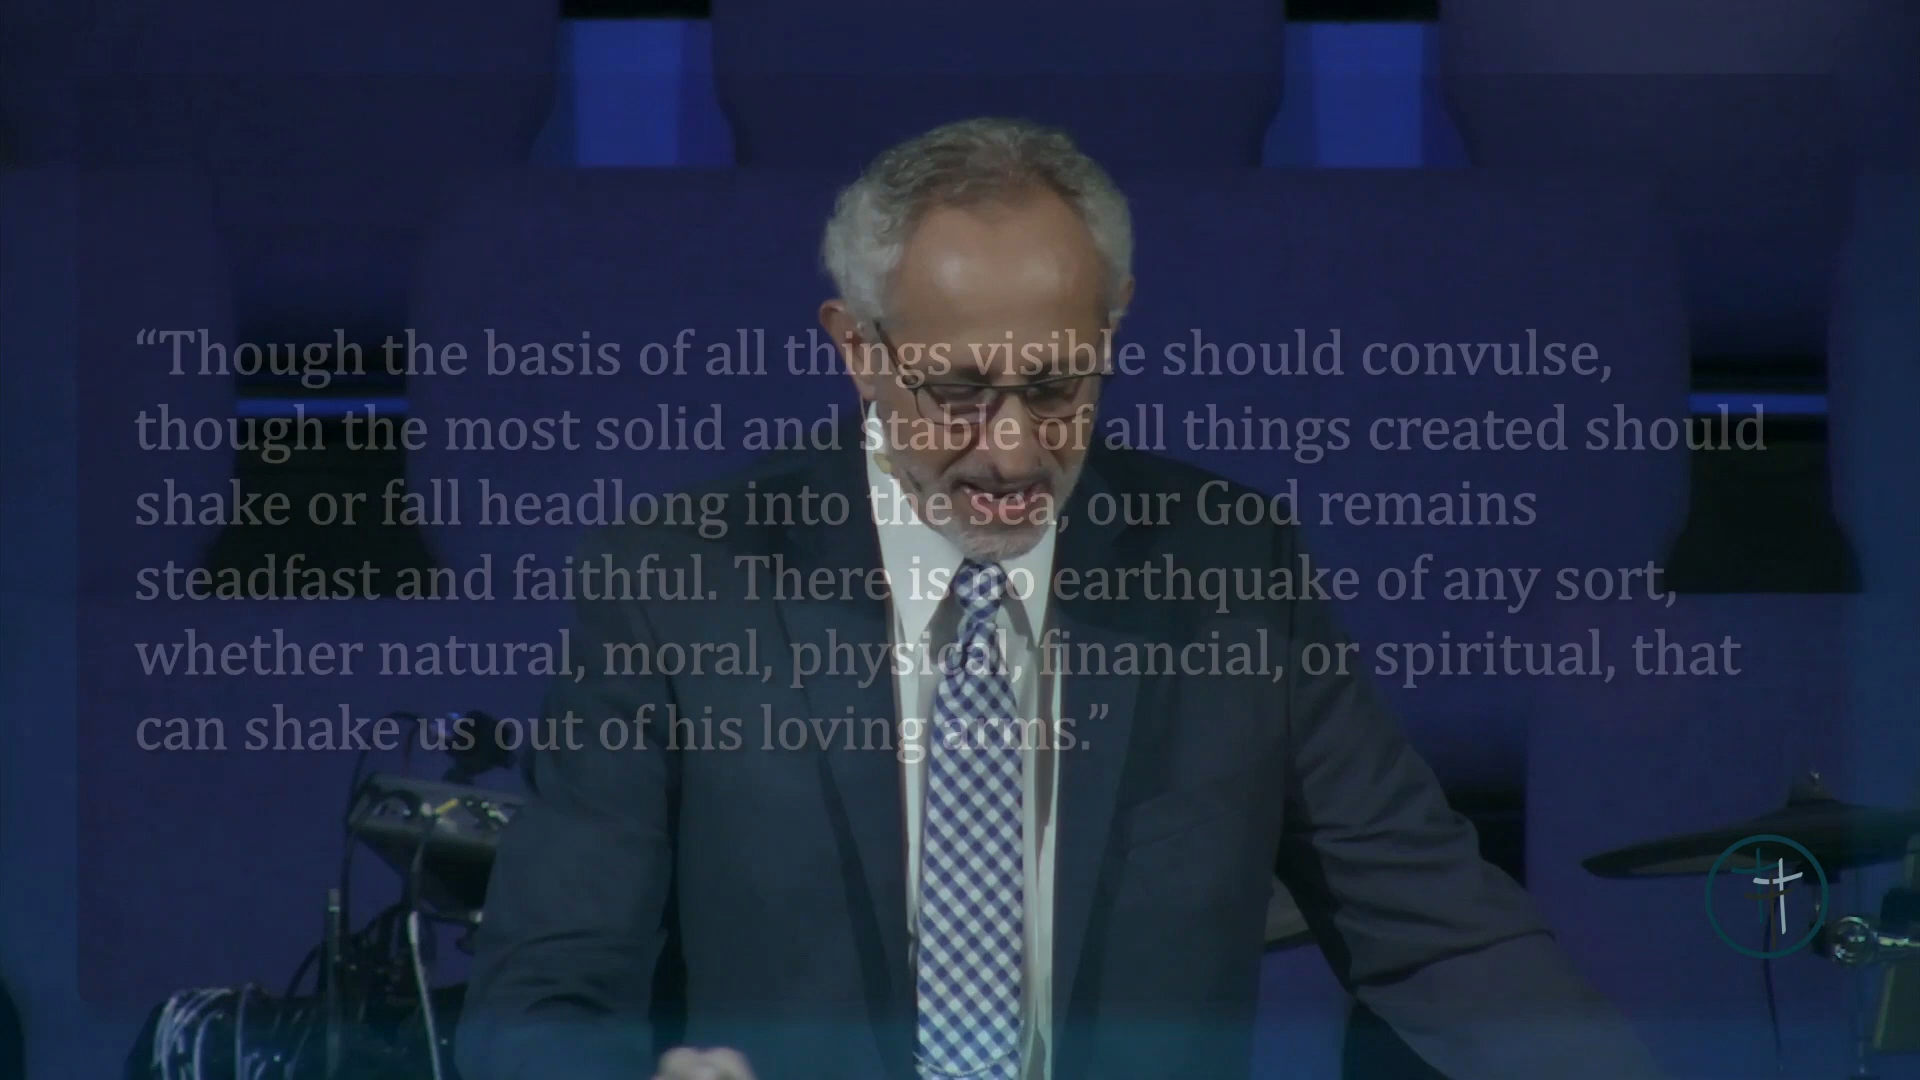 “Though the basis of all things visible should convulse,
though the most solid and stable of all things created should
shake or fall headlong into the sea, our God remains
steadfast and faithful. There is no earthquake of any sort,
whether natural, moral, physical, financial, or spiritual, that
can shake us out of his loving arms.”